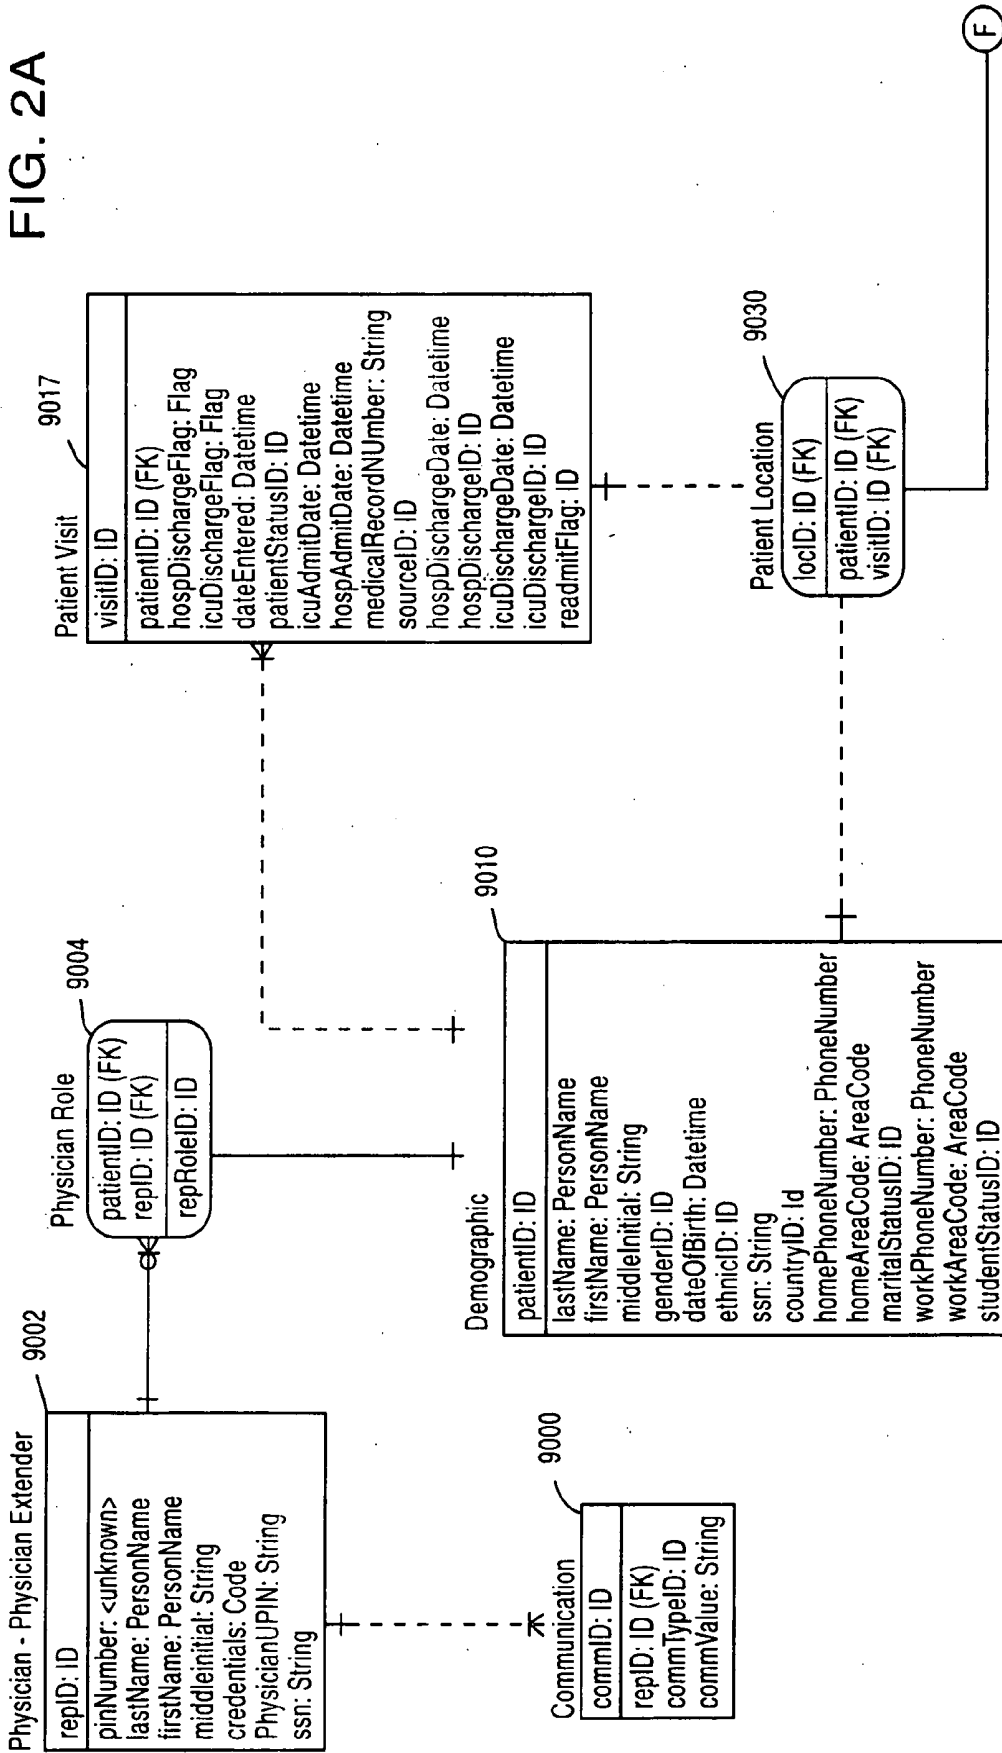 FIG. 2A
Physician - Physician Extender
9002
repID: ID
pinNumber: <unknown>
lastName: PersonName
firstName: PersonName
middleinitial: String
credentials: Code
PhysicianUPIN: String
ssn: String
Physician Role
9004
patientID: ID (FK)
repID: ID (FK)
repRoleID: ID
Patient Visit
9017
visitID: ID
patientID: ID (FK)
hospDischargeFlag: Flag
icuDischargeFlag: Flag
dateEntered: Datetime
patientStatusID: ID
icuAdmitDate: Datetime
hospAdmitDate: Datetime
medicalRecordNUmber: String
sourceID: ID
hospDischargeDate: Datetime
hospDischargeID: ID
icuDischargeDate: Datetime
icuDischargeID: ID
readmitFlag: ID
Communication
9000
commID: ID
repID: ID (FK)
commTypeID: ID
commValue: String
Demographic
9010
patientID: ID
lastName: PersonName
firstName: PersonName
middleInitial: String
genderID: ID
dateOfBirth: Datetime
ethnicID: ID
ssn: String
countryID: Id
homePhoneNumber: PhoneNumber
homeAreaCode: AreaCode
maritalStatusID: ID
workPhoneNumber: PhoneNumber
workAreaCode: AreaCode
studentStatusID: ID
Patient Location
9030
locID: ID (FK)
patientID: ID (FK)
visitID: ID (FK)
F